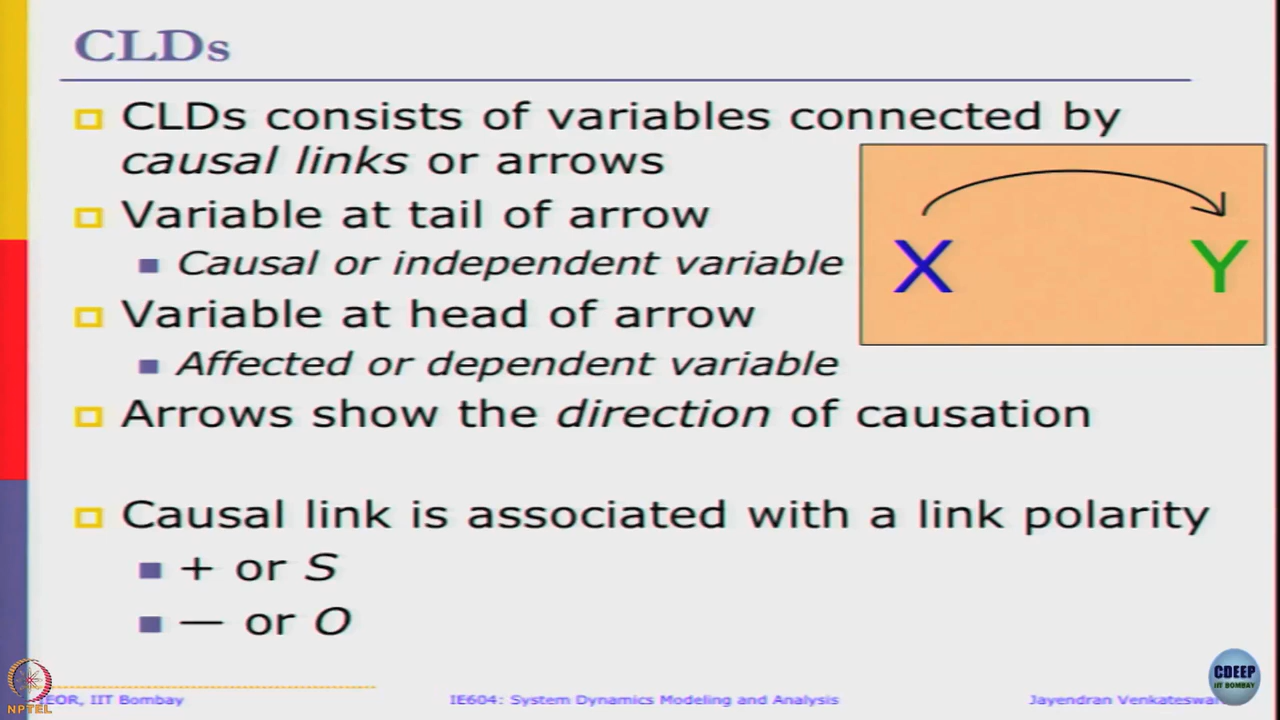 CLDs
CLDs consists of variables connected by
causal links or arrows
Variable at tail of arrow
Causal or independent variable
Variable at head of arrow
Affected or dependent variable
Arrows show the direction of causation
Causal link is associated with a link polarity
+ or S
— or O
X Y
NPTEL
IEOR, IIT Bombay
IE604: System Dynamics Modeling and Analysis
Jayendran
CDEEP
IIT BOMBAY